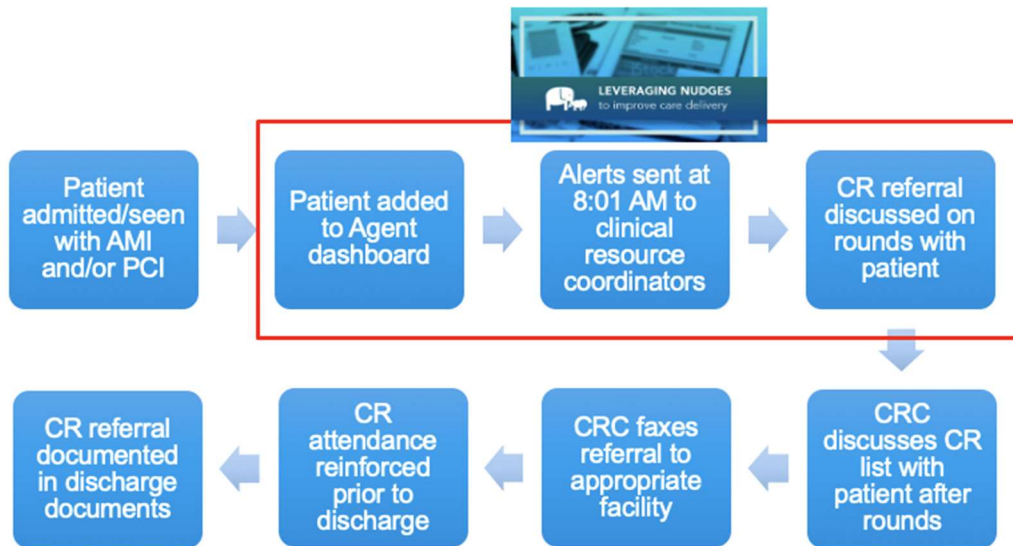 LEVERAGING NUDGES
to improve care delivery
Patient
admitted/seen
with AMI
and/or PCI
Patient added
to Agent
dashboard
Alerts sent at
8:01 AM to
clinical
resource
coordinators
CR referral
discussed on
rounds with
patient
CRC
discusses CR
list with
patient after
rounds
CRC faxes
referral to
appropriate
facility
CR
attendance
reinforced
prior to
discharge
CR referral
documented
in discharge
documents